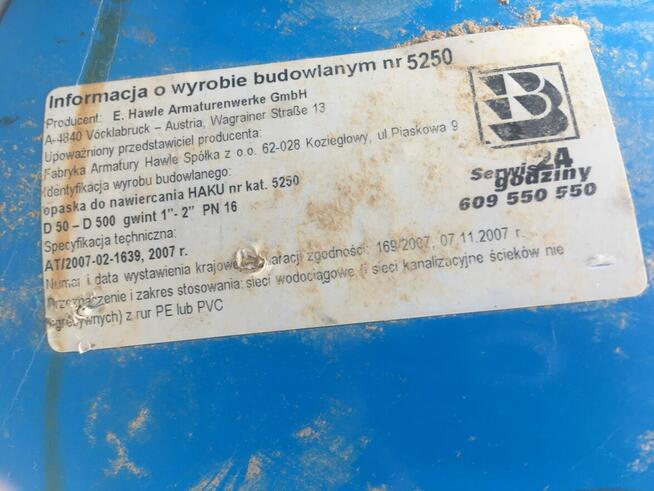 Informacja o wyrobie budowlanym nr 5250
Producent: E. Hawle Armaturenwerke GmbH
A-4840 Vöcklabruck – Austria, Wagrainer Straße 13
Upoważniony przedstawiciel producenta:
Fabryka Armatury Hawle Spółka z o.o. 62-028 Koziegłowy, ul.Piaskowa 9
Identyfikacja wyrobu budowlanego:
opaska do nawiercania HAKU nr kat. 5250
D 50 – D 500 gwint 1"- 2" PN 16
Specyfikacja techniczna:
AT/2007-02-1639, 2007 r.
Numer i data wystawienia krajowej deklaracji zgodności: 169/2007, 07.11.2007 r.
Przeznaczenie i zakres stosowania: sieci wodociągowe (i sieci kanalizacyjne ścieków nie
agresywnych) z rur PE lub PVC
B
Serwis 24
godziny
609 550 550